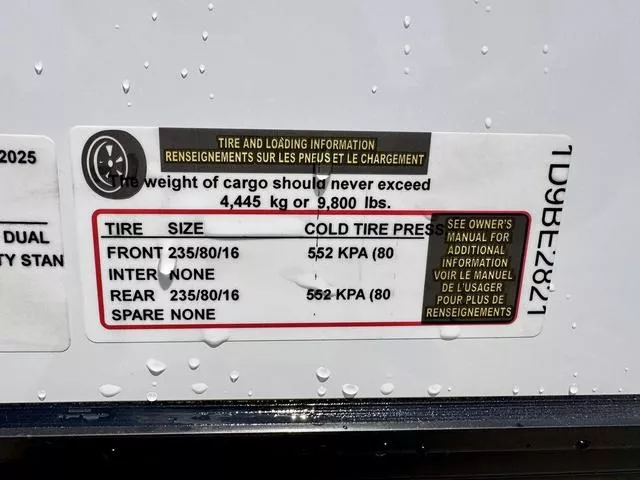 2025
DUAL
TY STAN
TIRE AND LOADING INFORMATION
RENSEIGNEMENTS SUR LES PNEUS ET LE CHARGEMENT
The weight of cargo should never exceed
4,445 kg or 9,800 lbs.
TIRE SIZE COLD TIRE PRESS
FRONT 235/80/16 552 KPA (80
INTER NONE
REAR 235/80/16 552 KPA (80
SPARE NONE
SEE OWNER'S
MANUAL FOR
ADDITIONAL
INFORMATION
VOIR LE MANUEL
DE L'USAGER
POUR PLUS DE
RENSEIGNEMENTS
1D9BE2821